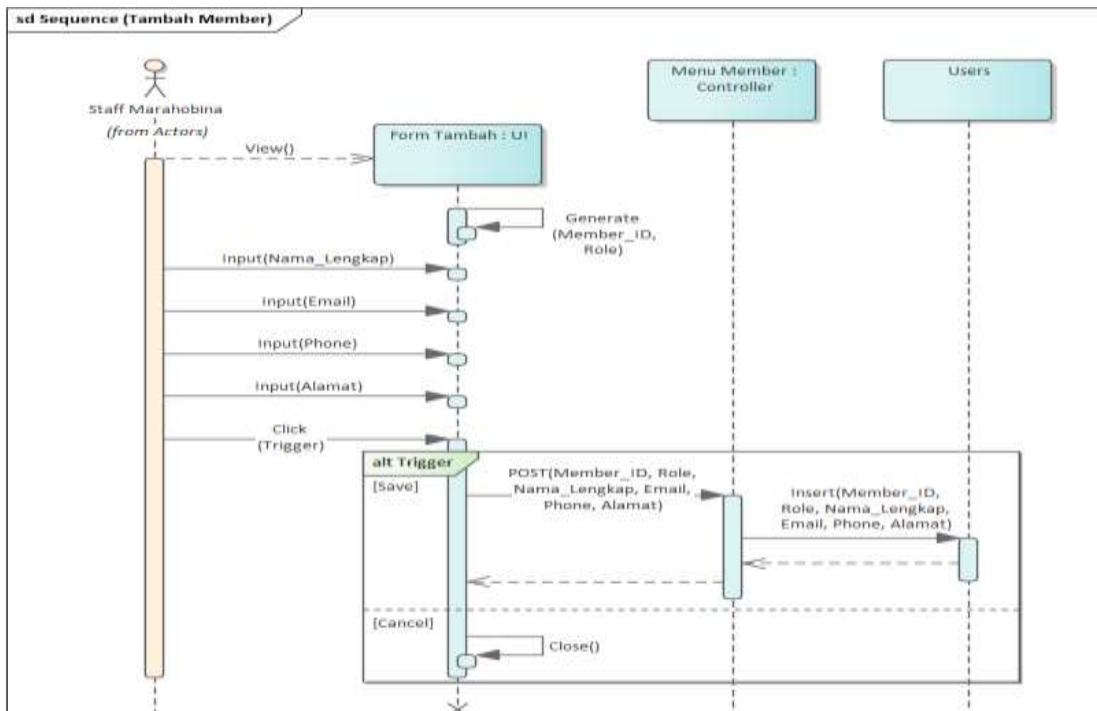 sd Sequence (Tambah Member)
Staff Marahobina
(from Actors)
Menu Member :
Controller
Users
Form Tambah : UI
View()
Generate
(Member_ID,
Role)
Input(Nama_Lengkap)
Input(Email)
Input(Phone)
Input(Alamat)
Click
(Trigger)
alt Trigger
[Save]
POST(Member_ID, Role,
Nama_Lengkap, Email,
Phone, Alamat)
Insert(Member_ID,
Role, Nama_Lengkap,
Email, Phone, Alamat)
[Cancel]
Close()